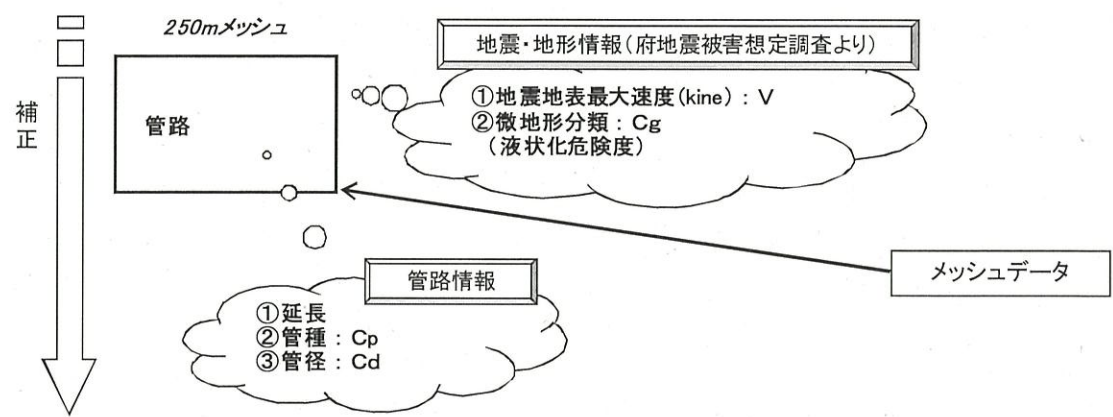 250mメッシュ
地震・地形情報(府地震被害想定調査より)
①地震地表最大速度(kine):V
②微地形分類:Cg
(液状化危険度)
補正
管路
メッシュデータ
管路情報
①延長
②管種:Cp
③管径:Cd